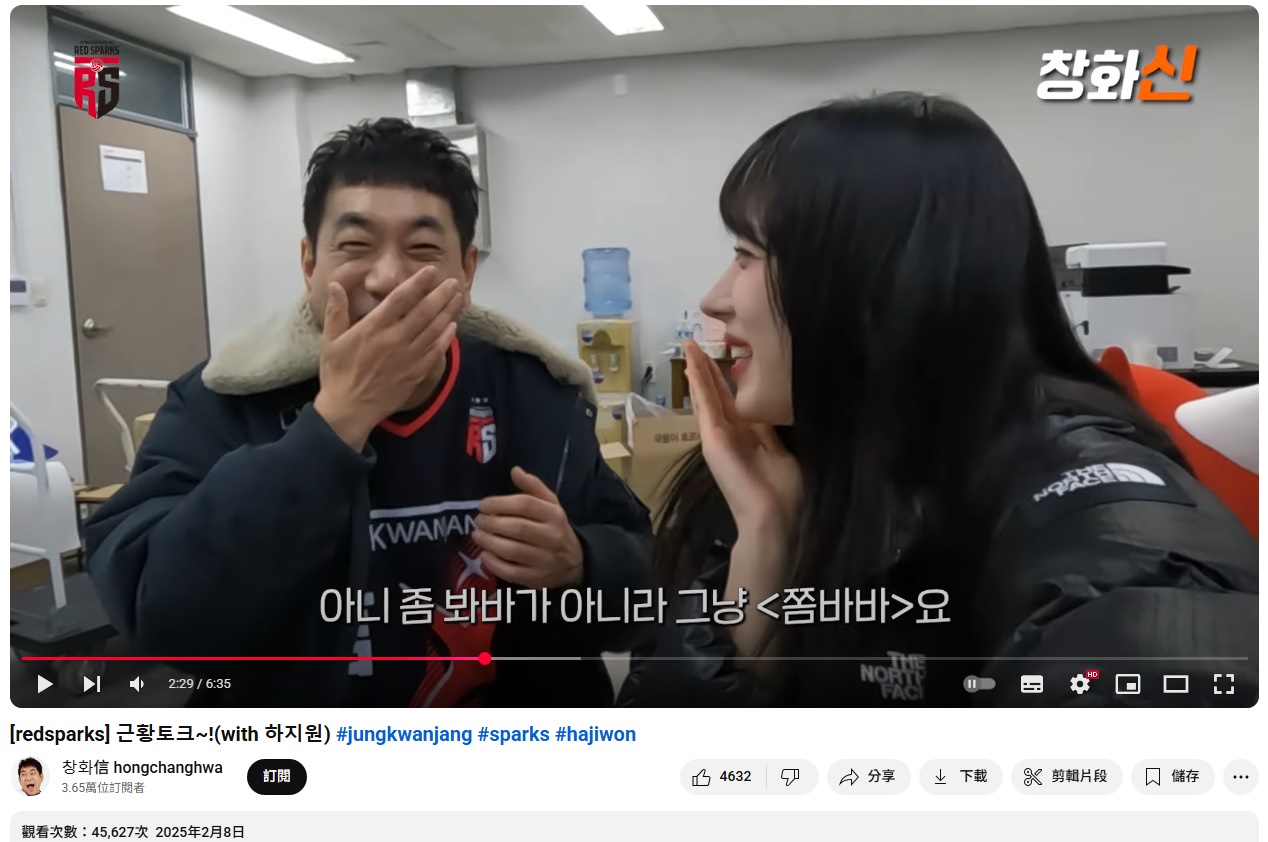 RED SPARKS
RS
창화신
RS
KWANJAN
THE
NORTH
FACE
아니 좀 봐바가 아니라 그냥 <쫌바바>요
THE
NORTH
FACE
2:29 / 6:35
HD
[redsparks] 근황토크~!(with 하지원) #jungkwanjang #sparks #hajiwon
창화信 hongchanghwa
3.65萬位訂閱者
訂閱
4632
分享
下載
剪輯片段
儲存
觀看次數：45,627次 2025年2月8日